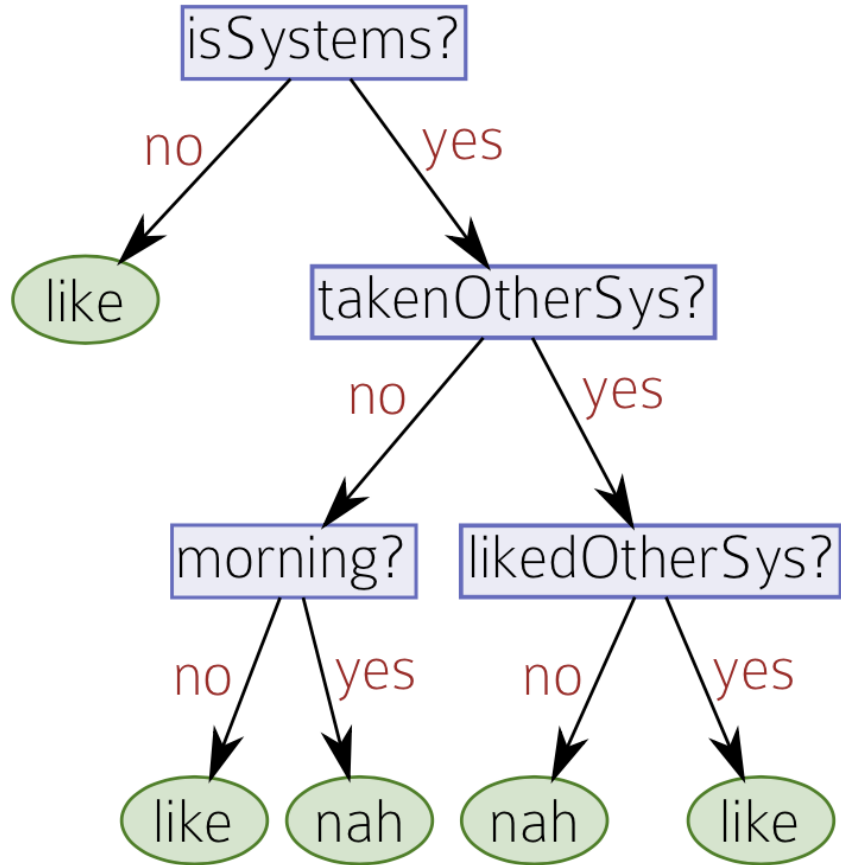 isSystems?
no
yes
like
takenOtherSys?
no
yes
morning?
likedOtherSys?
no
yes
no
yes
like
nah
nah
like